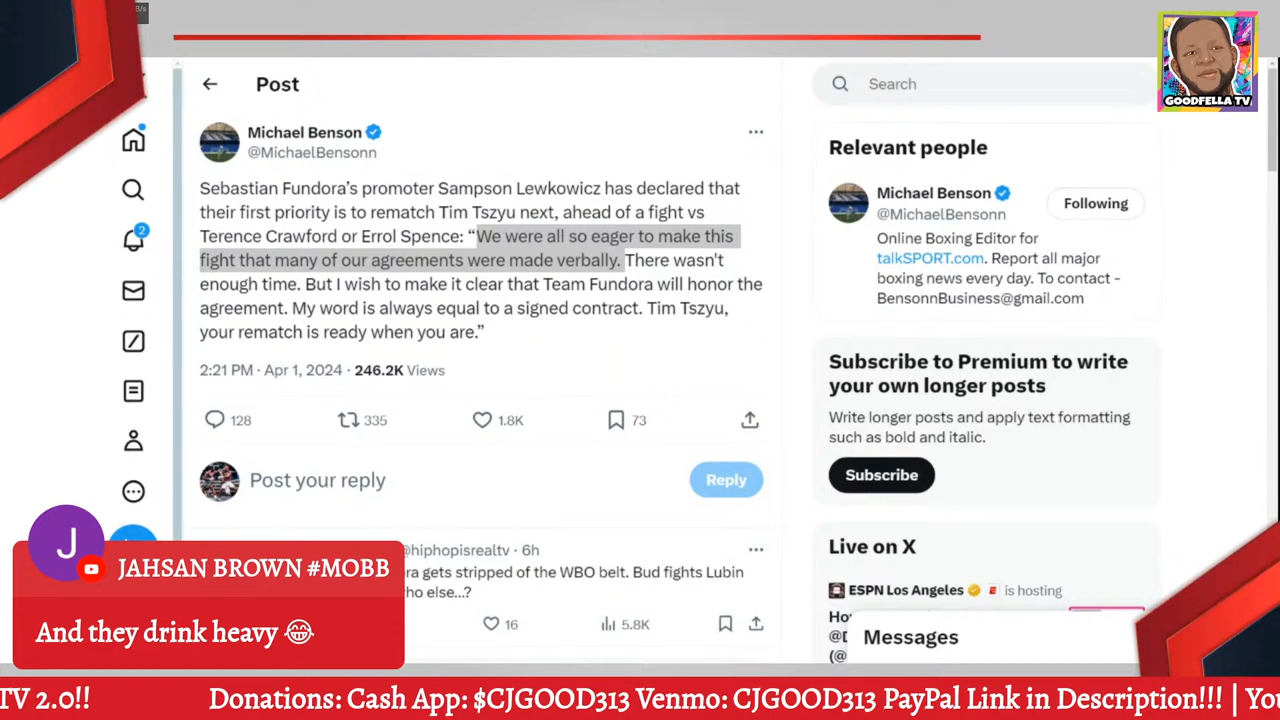 GOODFELLA TV
Post
Search
Michael Benson
@MichaelBensonn
Sebastian Fundora’s promoter Sampson Lewkowicz has declared that
their first priority is to rematch Tim Tszyu next, ahead of a fight vs
Terence Crawford or Errol Spence: “We were all so eager to make this
fight that many of our agreements were made verbally. There wasn't
enough time. But I wish to make it clear that Team Fundora will honor the
agreement. My word is always equal to a signed contract. Tim Tszyu,
your rematch is ready when you are.”
2:21 PM · Apr 1, 2024 · 246.2K Views
128 335 1.8K 73
Post your reply
Reply
@hiphopisrealtv · 6h
ra gets stripped of the WBO belt. Bud fights Lubin
ho else...?
16 5.8K
2
Relevant people
Michael Benson
@MichaelBensonn
Following
Online Boxing Editor for
talkSPORT.com. Report all major
boxing news every day. To contact -
BensonnBusiness@gmail.com
Subscribe to Premium to write
your own longer posts
Write longer posts and apply text formatting
such as bold and italic.
Subscribe
Live on X
ESPN Los Angeles is hosting
Messages
J
JAHSAN BROWN #MOBB
And they drink heavy 😂
TV 2.0!! Donations: Cash App: $CJGOOD313 Venmo: CJGOOD313 PayPal Link in Description!!! | You